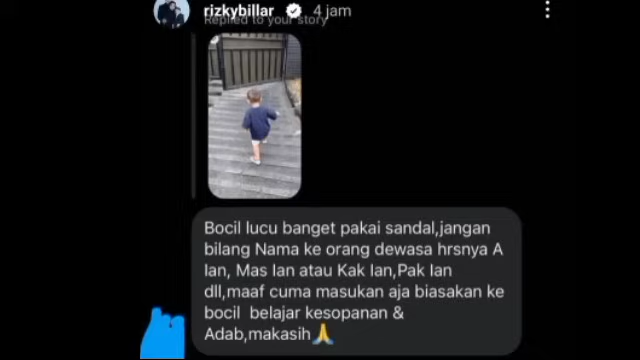 rizkybillar 4 jam
Replied to your story
Bocil lucu banget pakai sandal,jangan
bilang Nama ke orang dewasa hrsnya A
Ian, Mas Ian atau Kak Ian,Pak Ian
dll,maaf cuma masukan aja biasakan ke
bocil belajar kesopanan &
Adab,makasih🙏